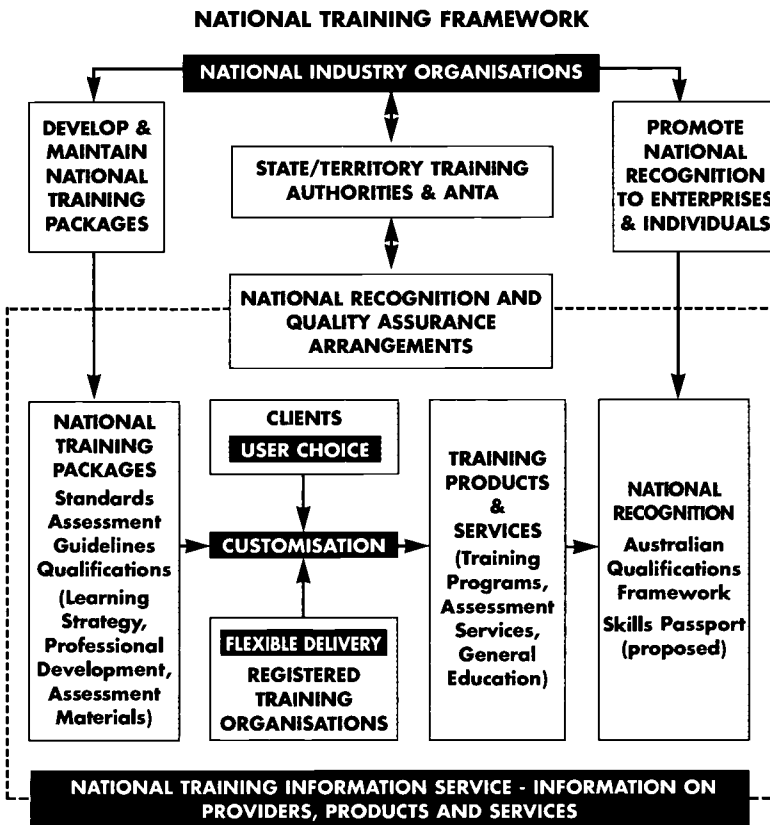 NATIONAL TRAINING FRAMEWORK
NATIONAL INDUSTRY ORGANISATIONS
DEVELOP &
MAINTAIN
NATIONAL
TRAINING
PACKAGES
STATE/TERRITORY TRAINING
AUTHORITIES & ANTA
PROMOTE
NATIONAL
RECOGNITION
TO ENTERPRISES
& INDIVIDUALS
NATIONAL RECOGNITION AND
QUALITY ASSURANCE
ARRANGEMENTS
NATIONAL
TRAINING
PACKAGES
Standards
Assessment
Guidelines
Qualifications
(Learning
Strategy,
Professional
Development,
Assessment
Materials)
CLIENTS
USER CHOICE
CUSTOMISATION
FLEXIBLE DELIVERY
REGISTERED
TRAINING
ORGANISATIONS
TRAINING
PRODUCTS
&
SERVICES
(Training
Programs,
Assessment
Services,
General
Education)
NATIONAL
RECOGNITION
Australian
Qualifications
Framework
Skills Passport
(proposed)
NATIONAL TRAINING INFORMATION SERVICE - INFORMATION ON
PROVIDERS, PRODUCTS AND SERVICES